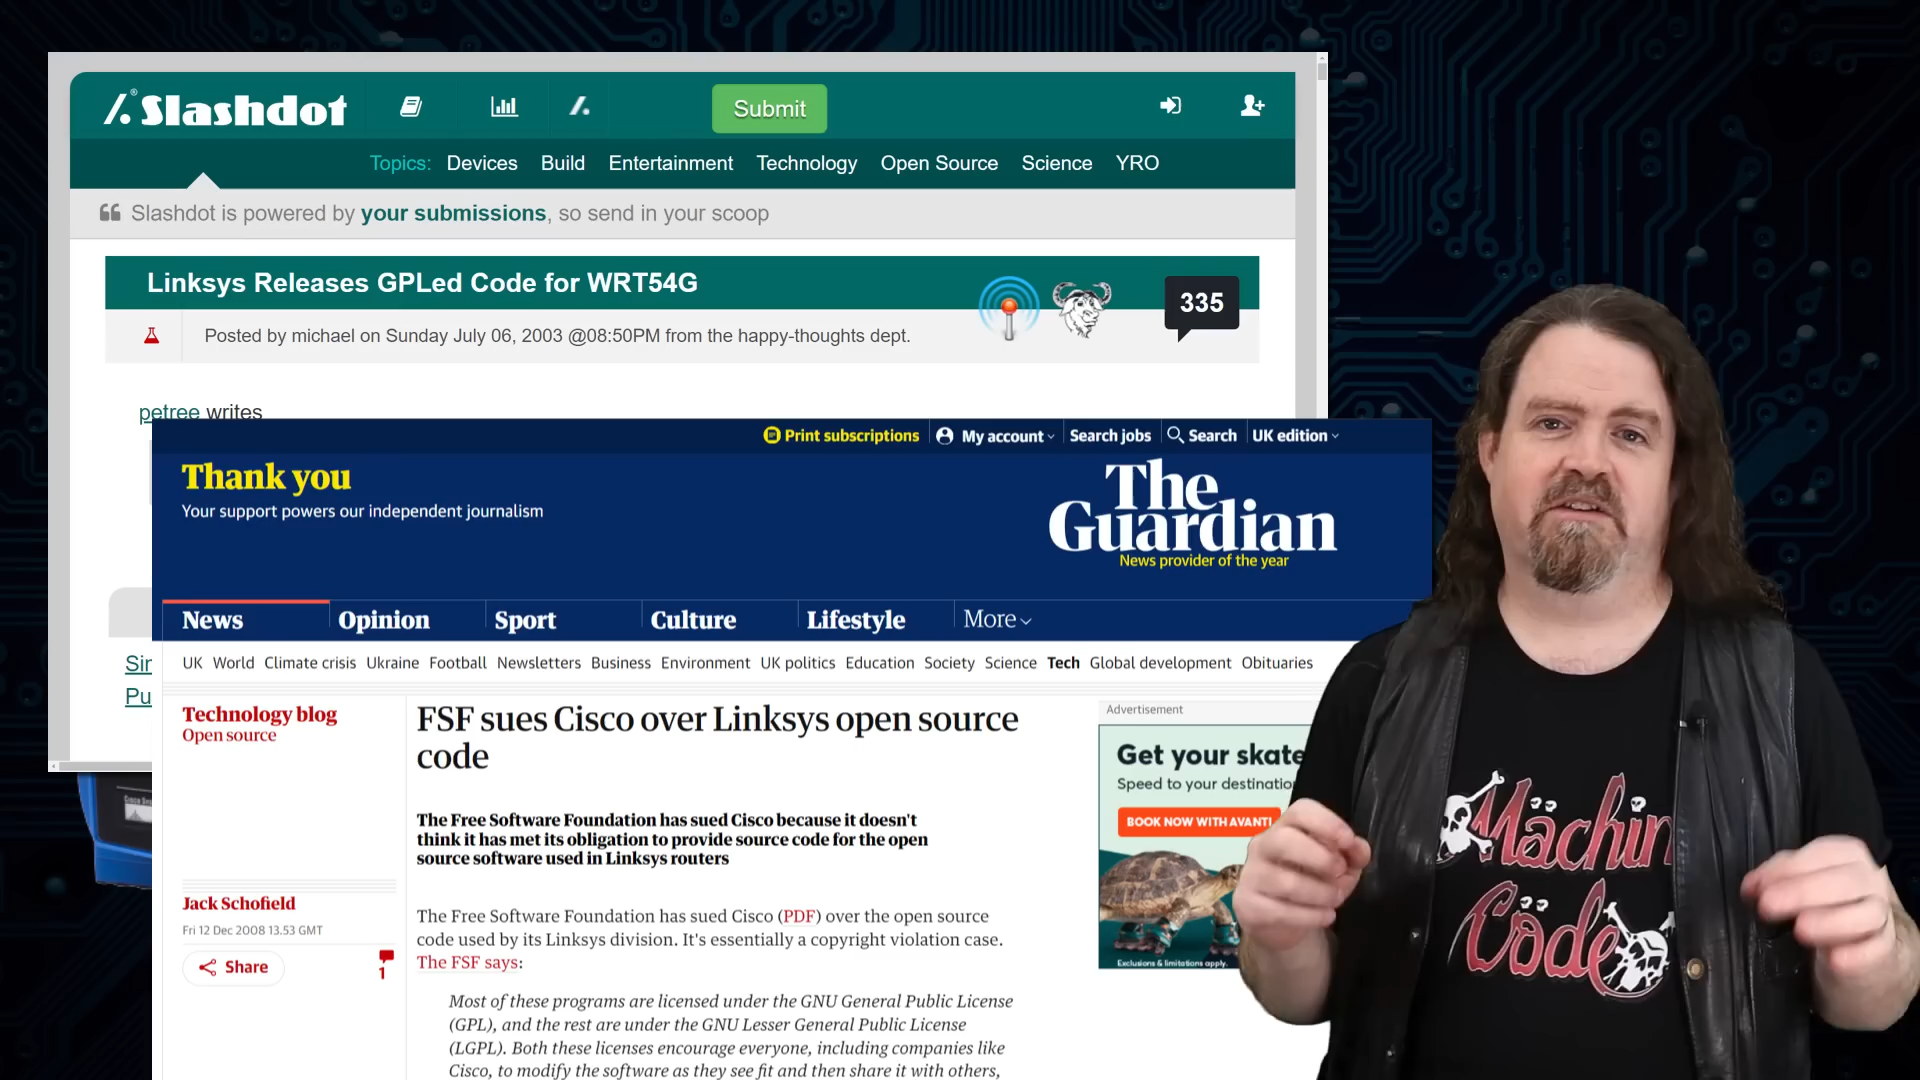 Slashdot
Submit
Topics: Devices Build Entertainment Technology Open Source Science YRO
Slashdot is powered by your submissions, so send in your scoop
Linksys Releases GPLed Code for WRT54G
335
Posted by michael on Sunday July 06, 2003 @08:50PM from the happy-thoughts dept.
petree writes
Print subscriptions My account Search jobs Search UK edition
Thank you
Your support powers our independent journalism
The
Guardian
News provider of the year
News Opinion Sport Culture Lifestyle More
UK World Climate crisis Ukraine Football Newsletters Business Environment UK politics Education Society Science Tech Global development Obituaries
Sir
Pu
Technology blog
Open source
FSF sues Cisco over Linksys open source
code
The Free Software Foundation has sued Cisco because it doesn't
think it has met its obligation to provide source code for the open
source software used in Linksys routers
Jack Schofield
Fri 12 Dec 2008 13.53 GMT
Share
1
The Free Software Foundation has sued Cisco (PDF) over the open source
code used by its Linksys division. It's essentially a copyright violation case.
The FSF says:
Most of these programs are licensed under the GNU General Public License
(GPL), and the rest are under the GNU Lesser General Public License
(LGPL). Both these licenses encourage everyone, including companies like
Cisco, to modify the software as they see fit and then share it with others,
Advertisement
Get your skate
Speed to your destinatio
BOOK NOW WITH AVANTI
Exclusions & limitations apply.
Mächin
Cöde